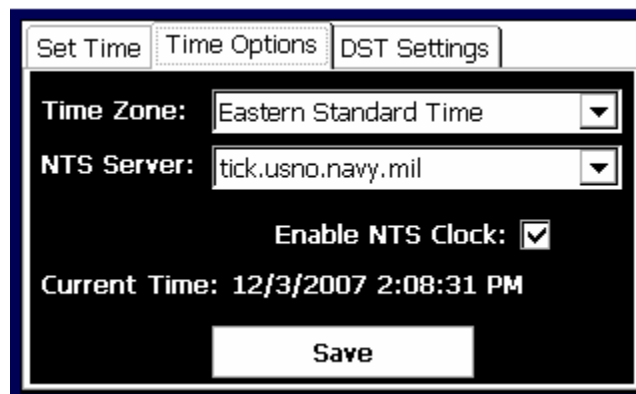 Set Time Time Options DST Settings
Time Zone: Eastern Standard Time
NTS Server: tick.usno.navy.mil
Enable NTS Clock:
Current Time: 12/3/2007 2:08:31 PM
Save